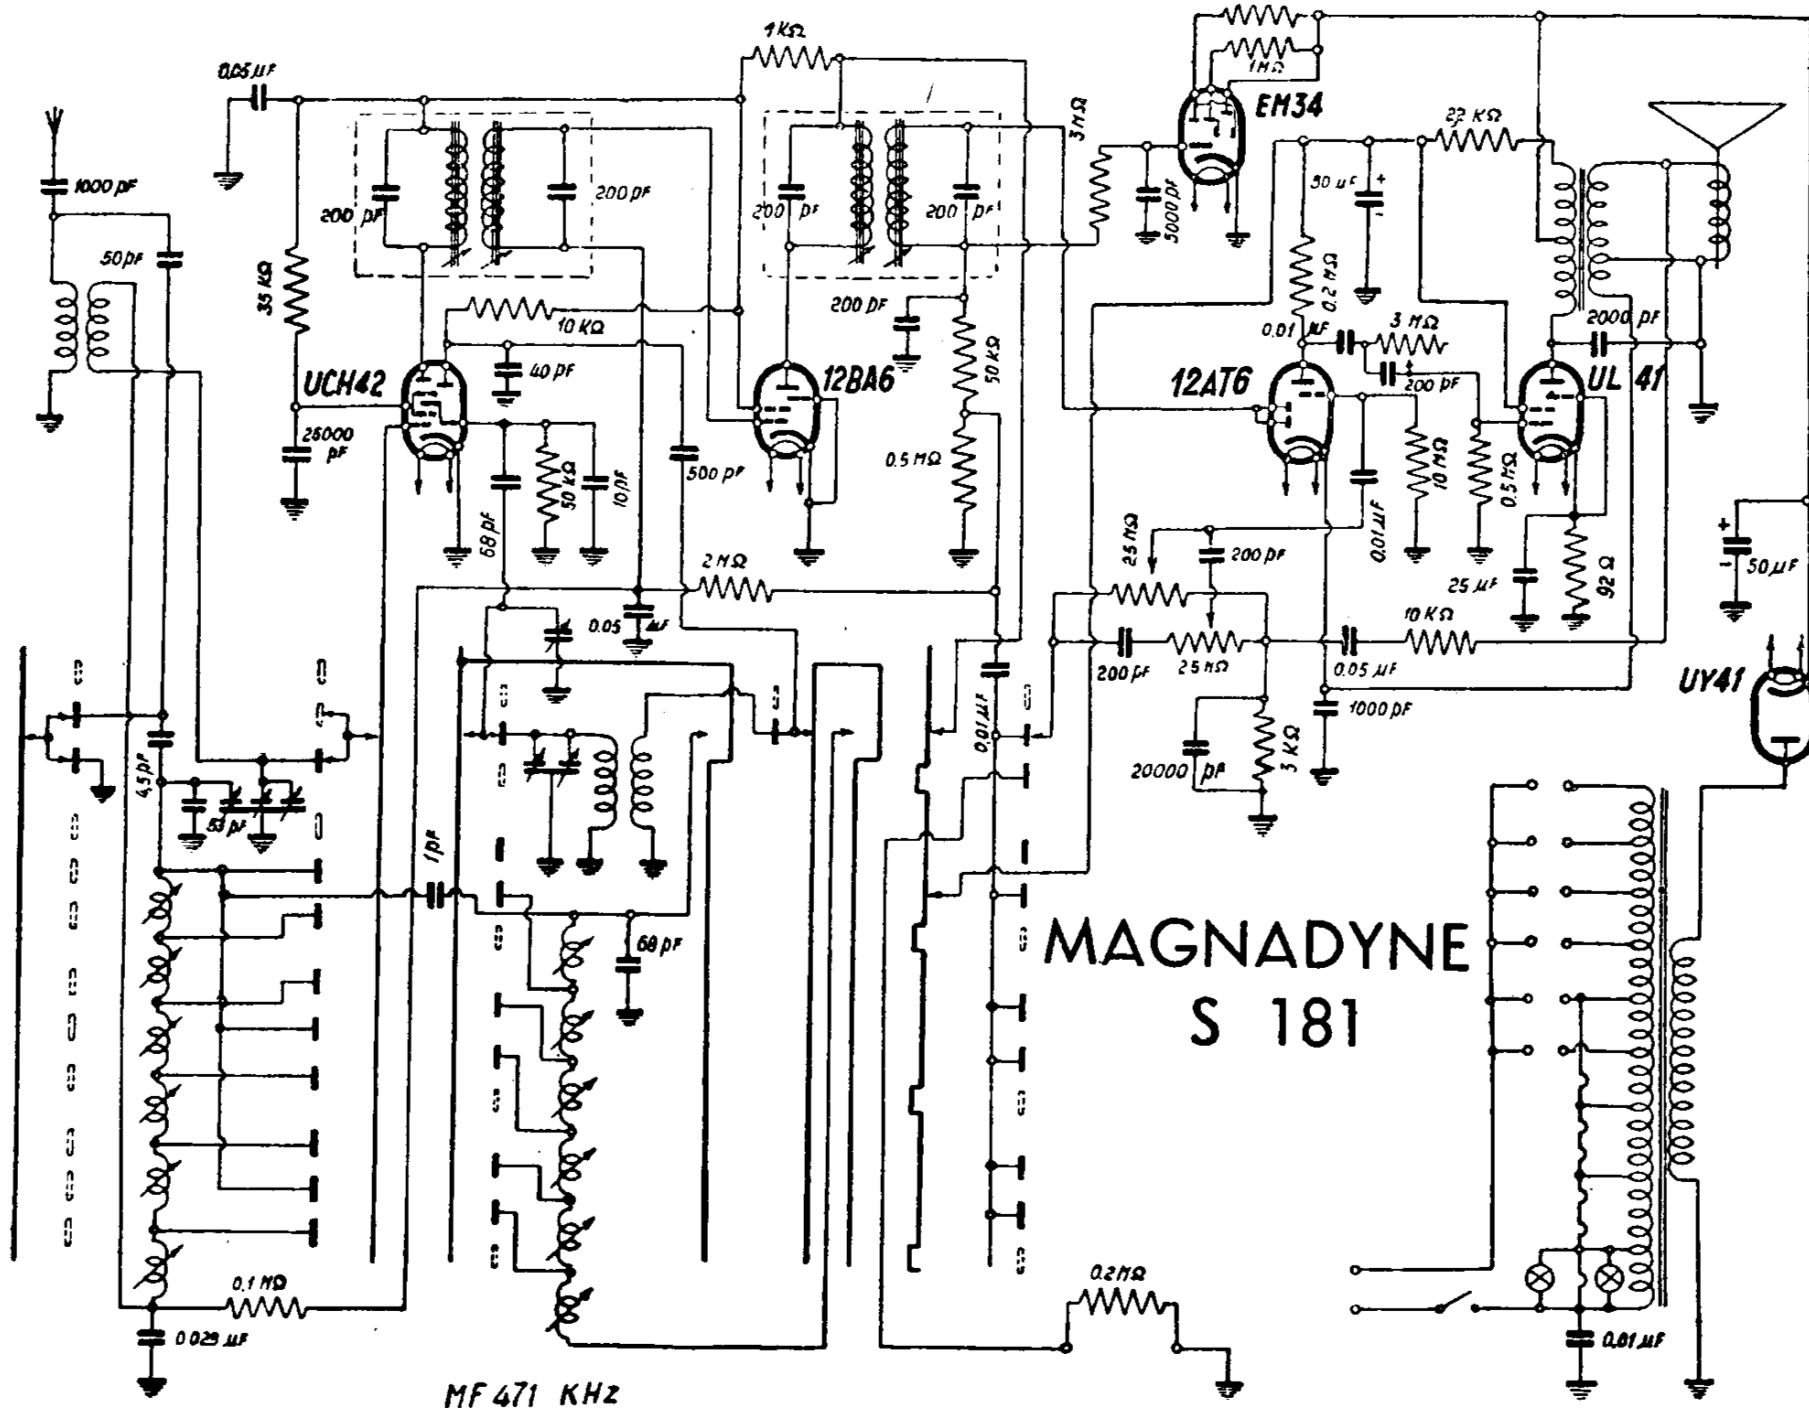 1KΩ
0.05 µF
1MΩ
EM34
3 MΩ
22 KΩ
1000 pF
200 pF
200 pF
200 pF
200 pF
5000 pF
50 µF
+
-
50 pF
35 KΩ
10 KΩ
200 pF
0.2 MΩ
0,01 µF
3 MΩ
2000 pF
UCH42
40 pF
12BA6
50 KΩ
12AT6
200 pF
UL 41
25000 pF
500 pF
0.5 MΩ
10 MΩ
0.5 MΩ
68 pF
50 KΩ
10 pF
0.01 µF
2 MΩ
25 MΩ
200 pF
25 µF
92 Ω
+
-
50 µF
0.05 µF
10 KΩ
200 pF
25 MΩ
0.05 µF
UY41
0,01 µF
1000 pF
4,5 pF
20000 pF
3 KΩ
53 pF
1 pF
68 pF
MAGNADYNE
S 181
0,1 MΩ
0.2 MΩ
0.029 µF
0,01 µF
MF 471 KHz